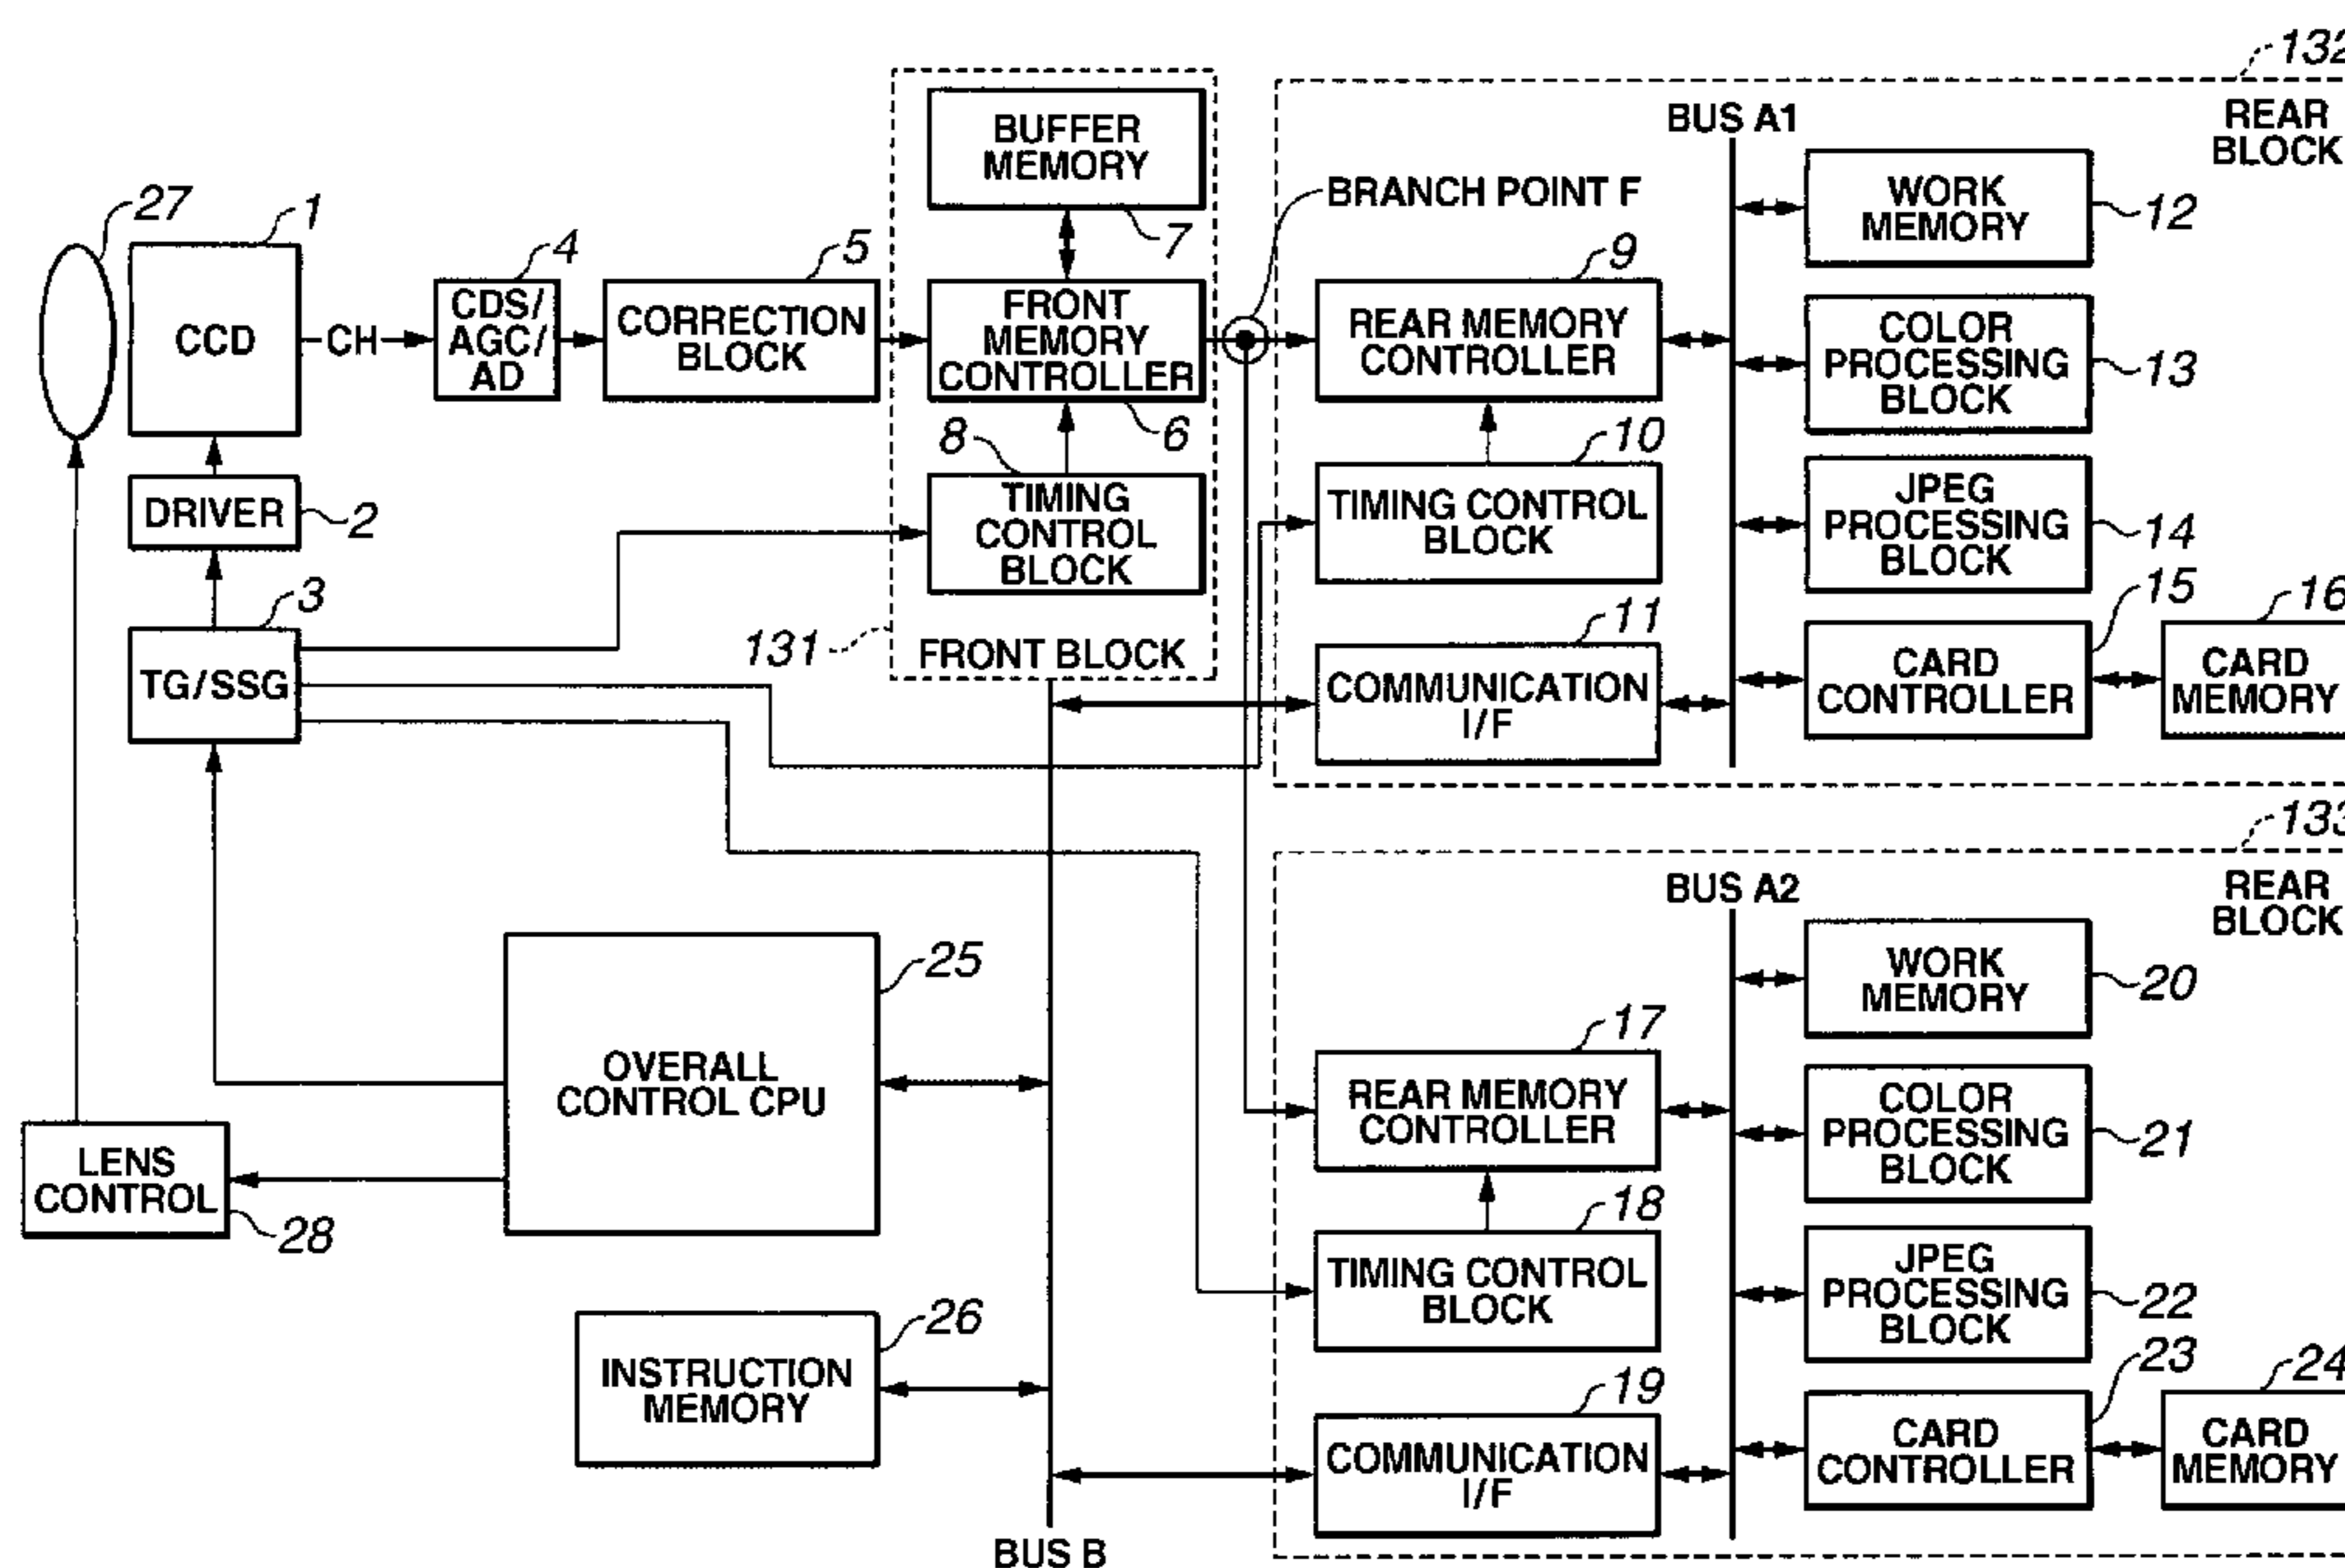 132
REAR
BLOCK
BUS A1
BUFFER
MEMORY
7
BRANCH POINT F
WORK
MEMORY
12
27
1
CCD
CH
4
CDS/
AGC/
AD
5
CORRECTION
BLOCK
FRONT
MEMORY
CONTROLLER
6
9
REAR MEMORY
CONTROLLER
COLOR
PROCESSING
BLOCK
13
DRIVER
2
8
TIMING
CONTROL
BLOCK
10
TIMING CONTROL
BLOCK
JPEG
PROCESSING
BLOCK
14
3
TG/SSG
131
FRONT BLOCK
11
COMMUNICATION
I/F
15
CARD
CONTROLLER
16
CARD
MEMORY
133
REAR
BLOCK
BUS A2
WORK
MEMORY
20
25
OVERALL
CONTROL CPU
17
REAR MEMORY
CONTROLLER
COLOR
PROCESSING
BLOCK
21
LENS
CONTROL
28
18
TIMING CONTROL
BLOCK
JPEG
PROCESSING
BLOCK
22
26
INSTRUCTION
MEMORY
19
COMMUNICATION
I/F
23
CARD
CONTROLLER
24
CARD
MEMORY
BUS B